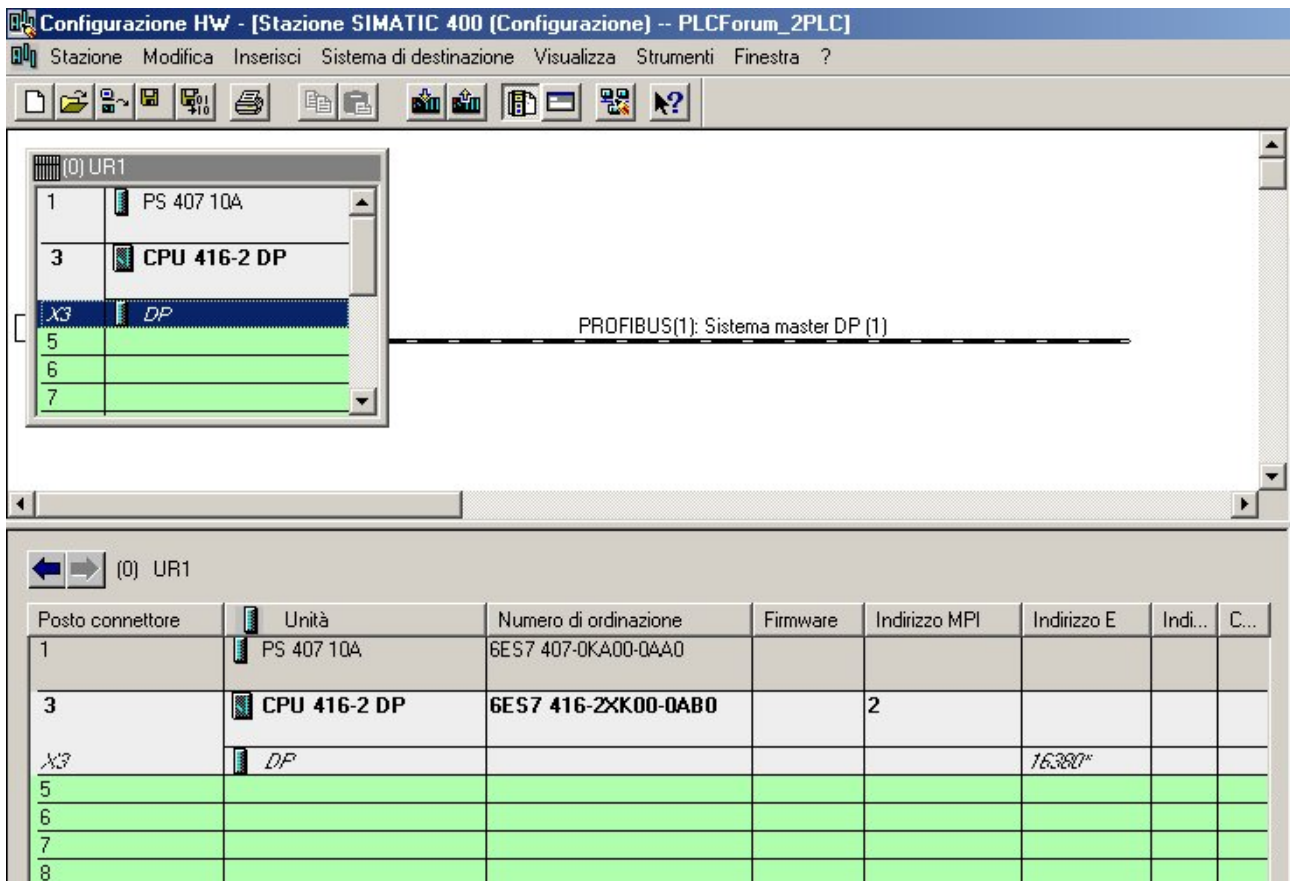 Configurazione HW - [Stazione SIMATIC 400 (Configurazione) -- PLCForum_2PLC]
Stazione Modifica Inserisci Sistema di destinazione Visualizza Strumenti Finestra ?
(0) UR1
1 PS 407 10A
3 CPU 416-2 DP
X3 DP
PROFIBUS(1): Sistema master DP (1)
5
6
7
(0) UR1
Posto connettore Unità Numero di ordinazione Firmware Indirizzo MPI Indirizzo E Indi... C...
1 PS 407 10A 6ES7 407-0KA00-0AA0
3 CPU 416-2 DP 6ES7 416-2XK00-0AB0 2
X3 DP 16380*
5
6
7
8